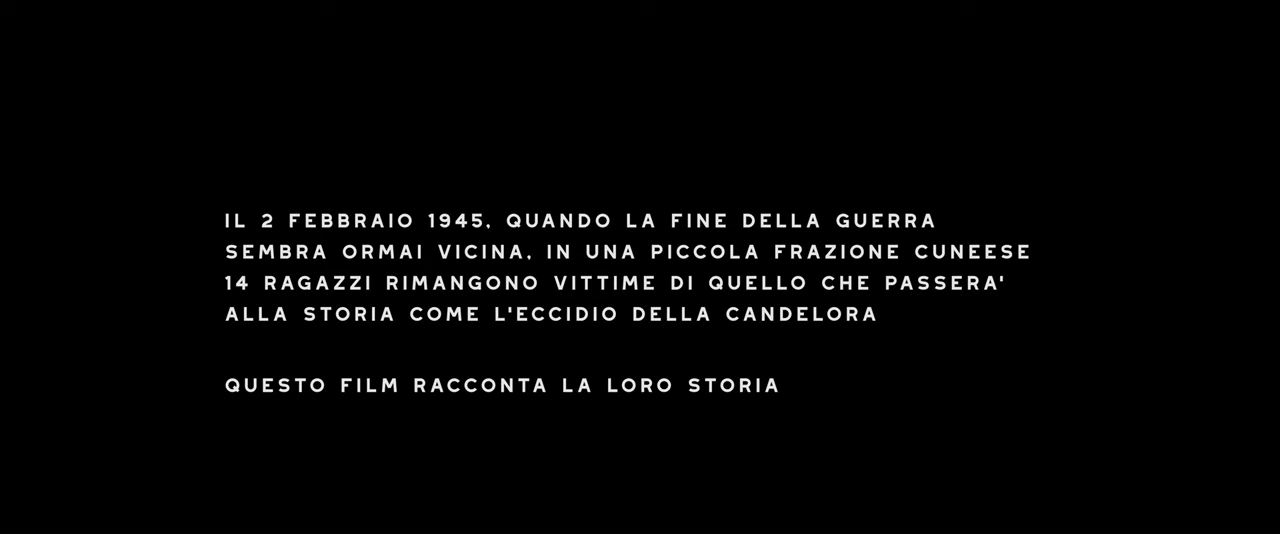 IL 2 FEBBRAIO 1945, QUANDO LA FINE DELLA GUERRA
SEMBRA ORMAI VICINA, IN UNA PICCOLA FRAZIONE CUNEESE
14 RAGAZZI RIMANGONO VITTIME DI QUELLO CHE PASSERA'
ALLA STORIA COME L'ECCIDIO DELLA CANDELORA
QUESTO FILM RACCONTA LA LORO STORIA